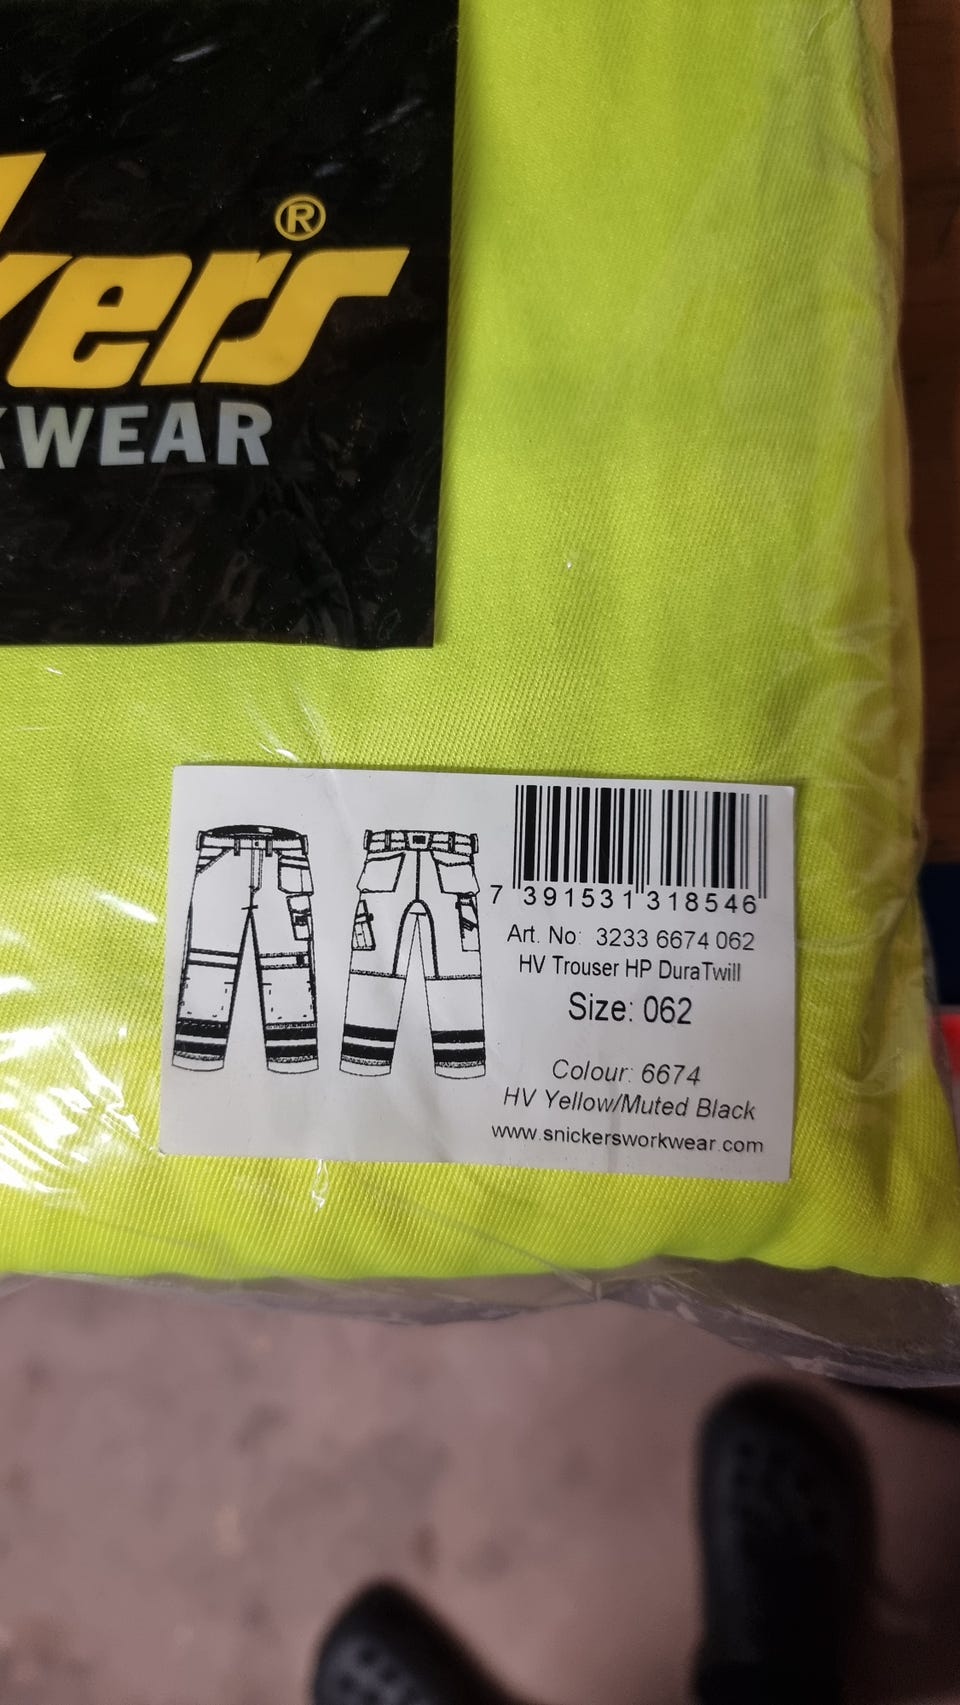 kers®
KWEAR
7 391531 318546
Art. No: 3233 6674 062
HV Trouser HP DuraTwill
Size: 062
Colour: 6674
HV Yellow/Muted Black
www.snickersworkwear.com